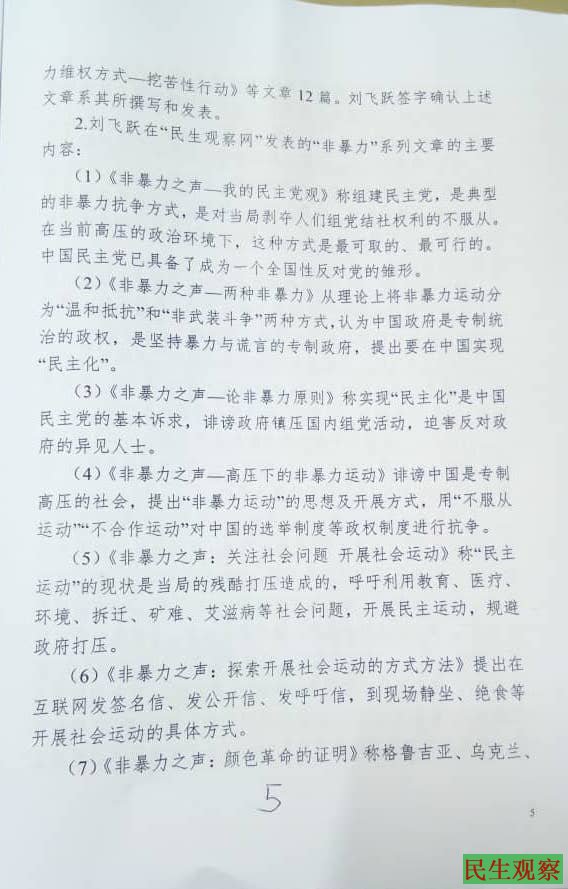 力维权方式—挖苦性行动》等文章 12 篇。刘飞跃签字确认上述
文章系其所撰写和发表。
2.刘飞跃在“民生观察网”发表的“非暴力”系列文章的主要
内容：
（1）《非暴力之声—我的民主党观》称组建民主党，是典型
的非暴力抗争方式，是对当局剥夺人们组党结社权利的不服从。
在当前高压的政治环境下，这种方式是最可取的、最可行的。
中国民主党已具备了成为一个全国性反对党的雏形。
（2）《非暴力之声—两种非暴力》从理论上将非暴力运动分
为“温和抵抗”和“非武装斗争”两种方式，认为中国政府是专制统
治的政权，是坚持暴力与谎言的专制政府，提出要在中国实现
“民主化”。
（3）《非暴力之声—论非暴力原则》称实现“民主化”是中国
民主党的基本诉求，诽谤政府镇压国内组党活动，迫害反对政
府的异见人士。
（4）《非暴力之声—高压下的非暴力运动》诽谤中国是专制
高压的社会，提出“非暴力运动”的思想及开展方式，用“不服从
运动”“不合作运动”对中国的选举制度等政权制度进行抗争。
（5）《非暴力之声：关注社会问题 开展社会运动》称“民主
运动”的现状是当局的残酷打压造成的，呼吁利用教育、医疗、
环境、拆迁、矿难、艾滋病等社会问题，开展民主运动，规避
政府打压。
（6）《非暴力之声：探索开展社会运动的方式方法》提出在
互联网发签名信、发公开信、发呼吁信，到现场静坐、绝食等
开展社会运动的具体方式。
（7）《非暴力之声：颜色革命的证明》称格鲁吉亚、乌克兰、
5
5
民生观察